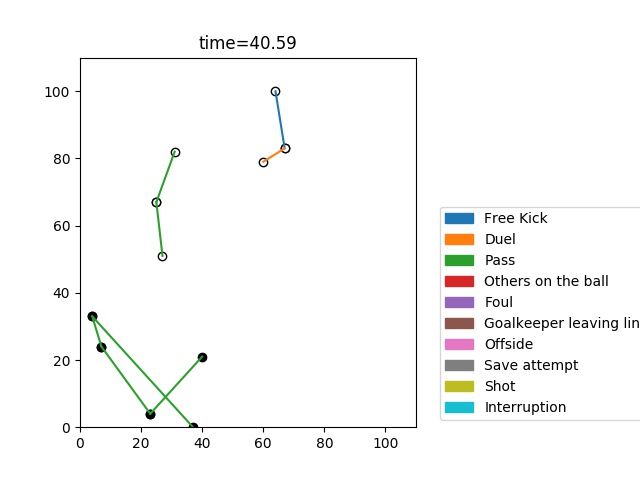 time=40.59
100
80
60
40
20
0
0 20 40 60 80 100
Free Kick
Duel
Pass
Others on the ball
Foul
Goalkeeper leaving lin
Offside
Save attempt
Shot
Interruption